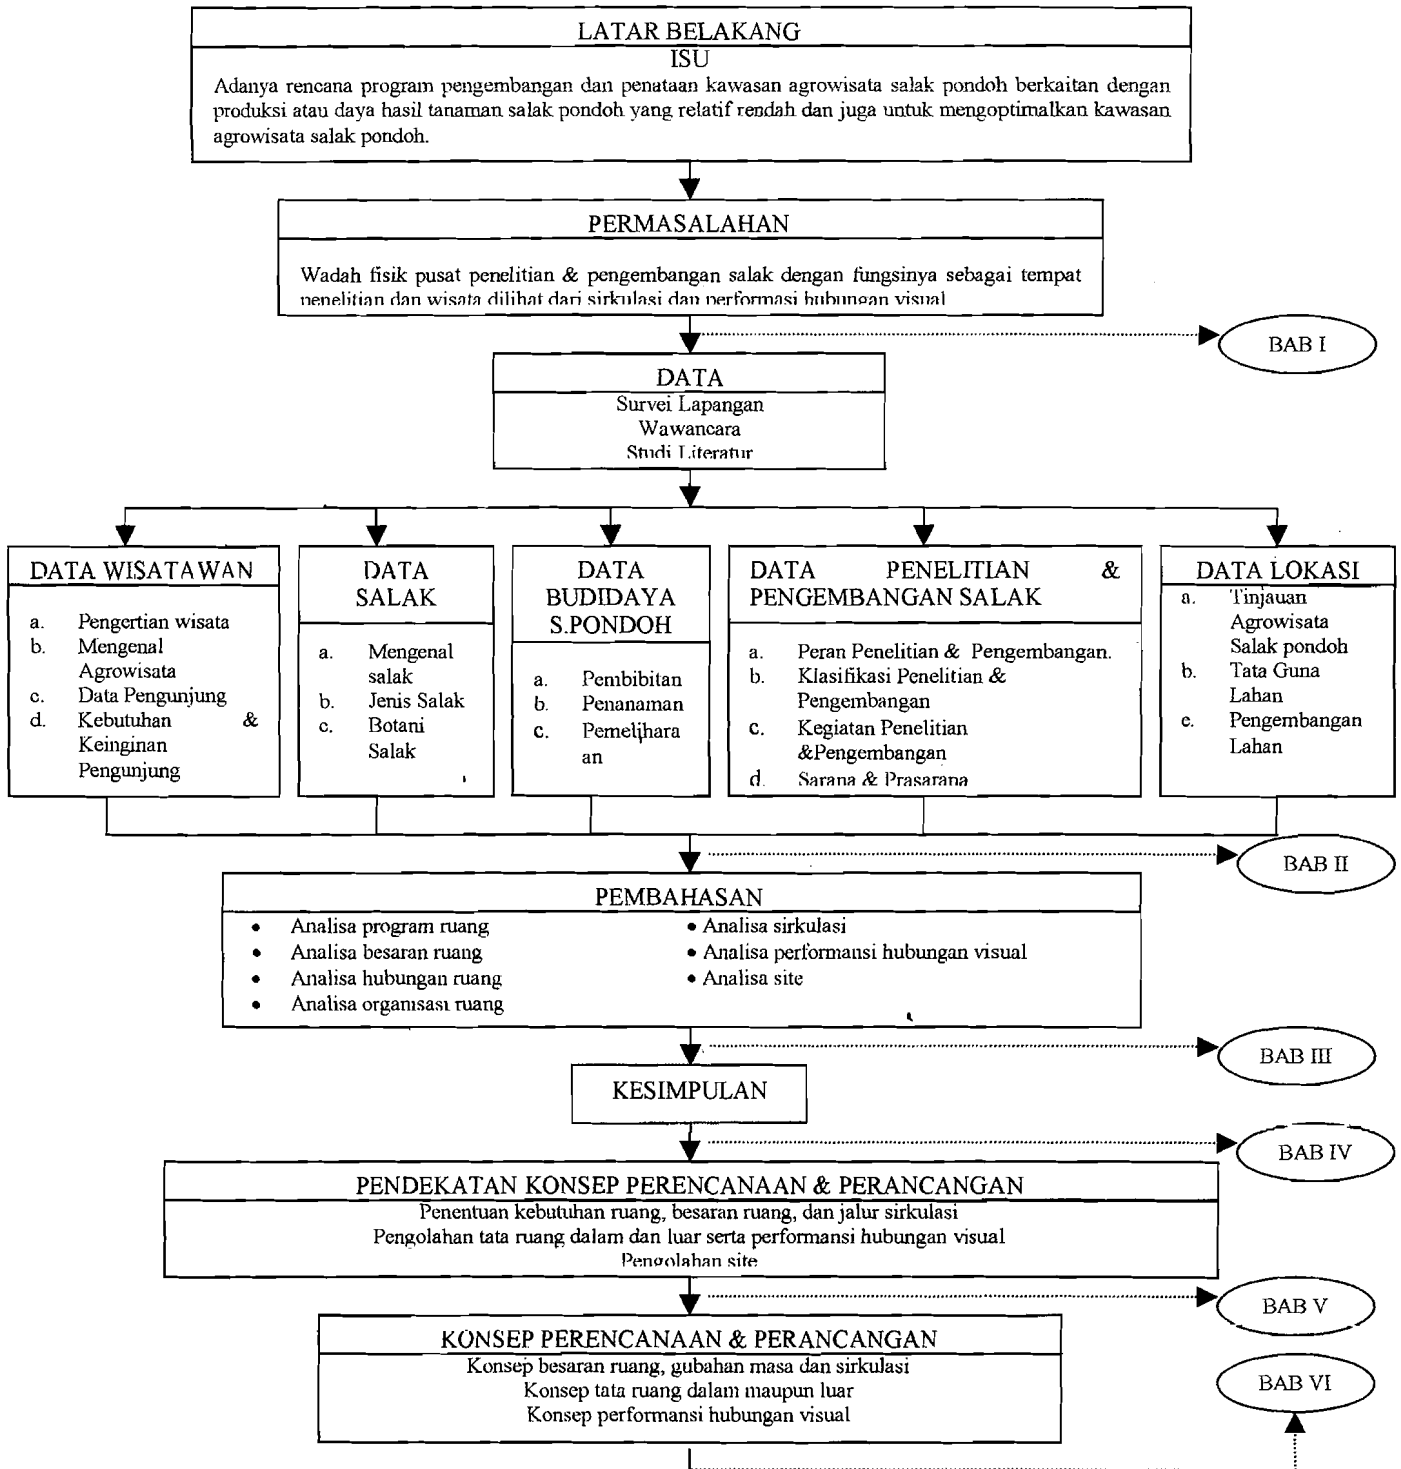 LATAR BELAKANG
ISU
Adanya rencana program pengembangan dan penataan kawasan agrowisata salak pondoh berkaitan dengan
produksi atau daya hasil tanaman salak pondoh yang relatif rendah dan juga untuk mengoptimalkan kawasan
agrowisata salak pondoh.
PERMASALAHAN
Wadah fisik pusat penelitian & pengembangan salak dengan fungsinya sebagai tempat
penelitian dan wisata dilihat dari sirkulasi dan performasi hubungan visual
BAB I
DATA
Survei Lapangan
Wawancara
Studi Literatur
DATA WISATAWAN
a. Pengertian wisata
b. Mengenal
Agrowisata
c. Data Pengunjung
d. Kebutuhan &
Keinginan
Pengunjung
DATA
SALAK
a. Mengenal
salak
b. Jenis Salak
c. Botani
Salak
DATA
BUDIDAYA
S.PONDOH
a. Pembibitan
b. Penanaman
c. Pemelihara
an
DATA PENELITIAN &
PENGEMBANGAN SALAK
a. Peran Penelitian & Pengembangan.
b. Klasifikasi Penelitian &
Pengembangan
c. Kegiatan Penelitian
&Pengembangan
d. Sarana & Prasarana
DATA LOKASI
a. Tinjauan
Agrowisata
Salak pondoh
b. Tata Guna
Lahan
c. Pengembangan
Lahan
BAB II
PEMBAHASAN
• Analisa program ruang
• Analisa besaran ruang
• Analisa hubungan ruang
• Analisa organisasi ruang
• Analisa sirkulasi
• Analisa performansi hubungan visual
• Analisa site
BAB III
KESIMPULAN
BAB IV
PENDEKATAN KONSEP PERENCANAAN & PERANCANGAN
Penentuan kebutuhan ruang, besaran ruang, dan jalur sirkulasi
Pengolahan tata ruang dalam dan luar serta performansi hubungan visual
Pengolahan site
BAB V
KONSEP PERENCANAAN & PERANCANGAN
Konsep besaran ruang, gubahan masa dan sirkulasi
Konsep tata ruang dalam maupun luar
Konsep performansi hubungan visual
BAB VI